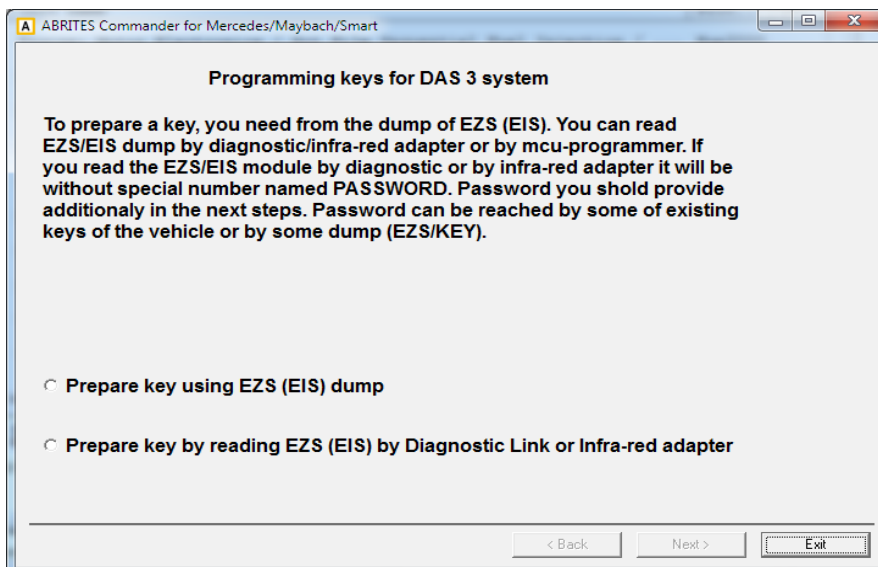 A ABRITES Commander for Mercedes/Maybach/Smart
Programming keys for DAS 3 system
To prepare a key, you need from the dump of EZS (EIS). You can read
EZS/EIS dump by diagnostic/infra-red adapter or by mcu-programmer. If
you read the EZS/EIS module by diagnostic or by infra-red adapter it will be
without special number named PASSWORD. Password you shold provide
additionaly in the next steps. Password can be reached by some of existing
keys of the vehicle or by some dump (EZS/KEY).
Prepare key using EZS (EIS) dump
Prepare key by reading EZS (EIS) by Diagnostic Link or Infra-red adapter
< Back Next > Exit